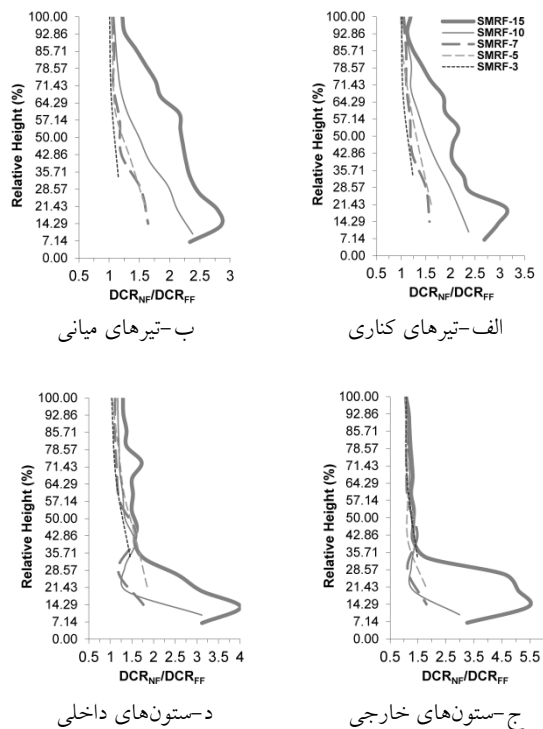 الف-تیرهای کناری
Relative Height (%)
100.00
92.86
85.71
78.57
71.43
64.29
57.14
50.00
42.86
35.71
28.57
21.43
14.29
7.14
0.00
0.5 1 1.5 2 2.5 3 3.5
DCRNF/DCRFF
SMRF-15
SMRF-10
SMRF-7
SMRF-5
SMRF-3
ب-تیرهای میانی
Relative Height (%)
100.00
92.86
85.71
78.57
71.43
64.29
57.14
50.00
42.86
35.71
28.57
21.43
14.29
7.14
0.00
0.5 1 1.5 2 2.5 3
DCRNF/DCRFF
ج-ستون‌های خارجی
Relative Height (%)
100.00
92.86
85.71
78.57
71.43
64.29
57.14
50.00
42.86
35.71
28.57
21.43
14.29
7.14
0.00
0.5 1.5 2.5 3.5 4.5 5.5
DCRNF/DCRFF
د-ستون‌های داخلی
Relative Height (%)
100.00
92.86
85.71
78.57
71.43
64.29
57.14
50.00
42.86
35.71
28.57
21.43
14.29
7.14
0.00
0.5 1 1.5 2 2.5 3 3.5 4
DCRNF/DCRFF